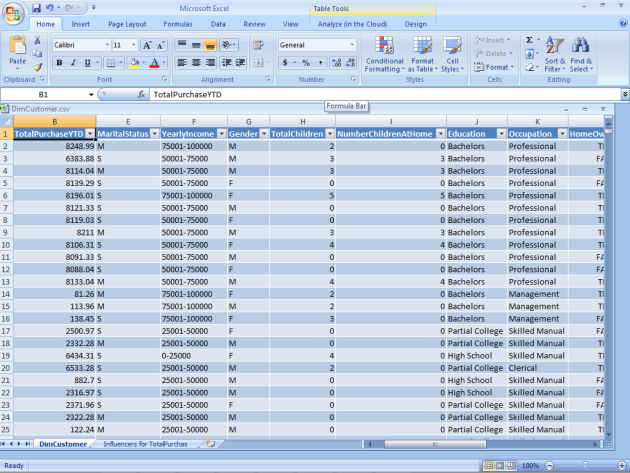 Microsoft Excel
Table Tools
Home Insert Page Layout Formulas Data Review View Analyze (in the Cloud) Design
Paste
Calibri 11
General
Conditional Formatting
Format as Table
Cell Styles
Insert
Delete
Format
Sort & Filter
Find & Select
Clipboard Font Alignment Number Styles Cells Editing
B1 fx TotalPurchaseYTD
Formula Bar
DimCustomer.csv
B E F G H I J K
1 TotalPurchaseYTD MaritalStatus YearlyIncome Gender TotalChildren NumberChildrenAtHome Education Occupation HomeOw
2 8248.99 M 75001-100000 M 2 0 Bachelors Professional
3 6383.88 S 50001-75000 M 3 3 Bachelors Professional FA
4 8114.04 M 50001-75000 M 3 3 Bachelors Professional
5 8139.29 S 50001-75000 F 0 0 Bachelors Professional
6 8196.01 S 75001-100000 F 5 5 Bachelors Professional
7 8121.33 S 50001-75000 M 0 0 Bachelors Professional
8 8119.03 S 50001-75000 F 0 0 Bachelors Professional
9 8211 M 50001-75000 M 3 3 Bachelors Professional
10 8106.31 S 50001-75000 F 4 4 Bachelors Professional
11 8091.33 S 50001-75000 M 0 0 Bachelors Professional FA
12 8088.04 S 50001-75000 F 0 0 Bachelors Professional FA
13 8133.04 M 50001-75000 M 4 4 Bachelors Professional
14 81.26 M 75001-100000 F 2 0 Bachelors Management
15 113.96 M 75001-100000 M 2 0 Bachelors Management
16 138.45 S 75001-100000 F 3 0 Bachelors Management FA
17 2500.97 S 25001-50000 F 0 0 Partial College Skilled Manual FA
18 2332.28 M 25001-50000 M 0 0 Partial College Skilled Manual
19 6434.31 S 0-25000 F 4 0 High School Skilled Manual
20 6533.28 S 25001-50000 M 2 0 Partial College Clerical
21 882.7 S 25001-50000 F 0 0 High School Skilled Manual FA
22 2316.97 S 25001-50000 M 0 0 High School Skilled Manual FA
23 2371.96 S 25001-50000 F 0 0 Partial College Skilled Manual FA
24 2322.28 M 25001-50000 M 0 0 Partial College Skilled Manual
25 122.24 M 25001-50000 M 0 0 Partial College Skilled Manual
DimCustomer Influencers for TotalPurchas
Ready 100%